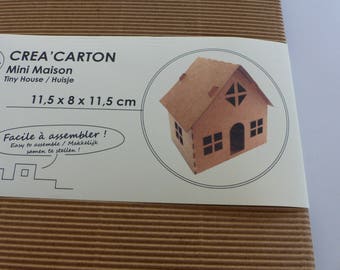 CREA'CARTON
Mini Maison
Tiny House / Huisje
11,5 x 8 x 11,5 cm
Facile à assembler !
Easy to assemble / Makkelijk
samen te stellen !